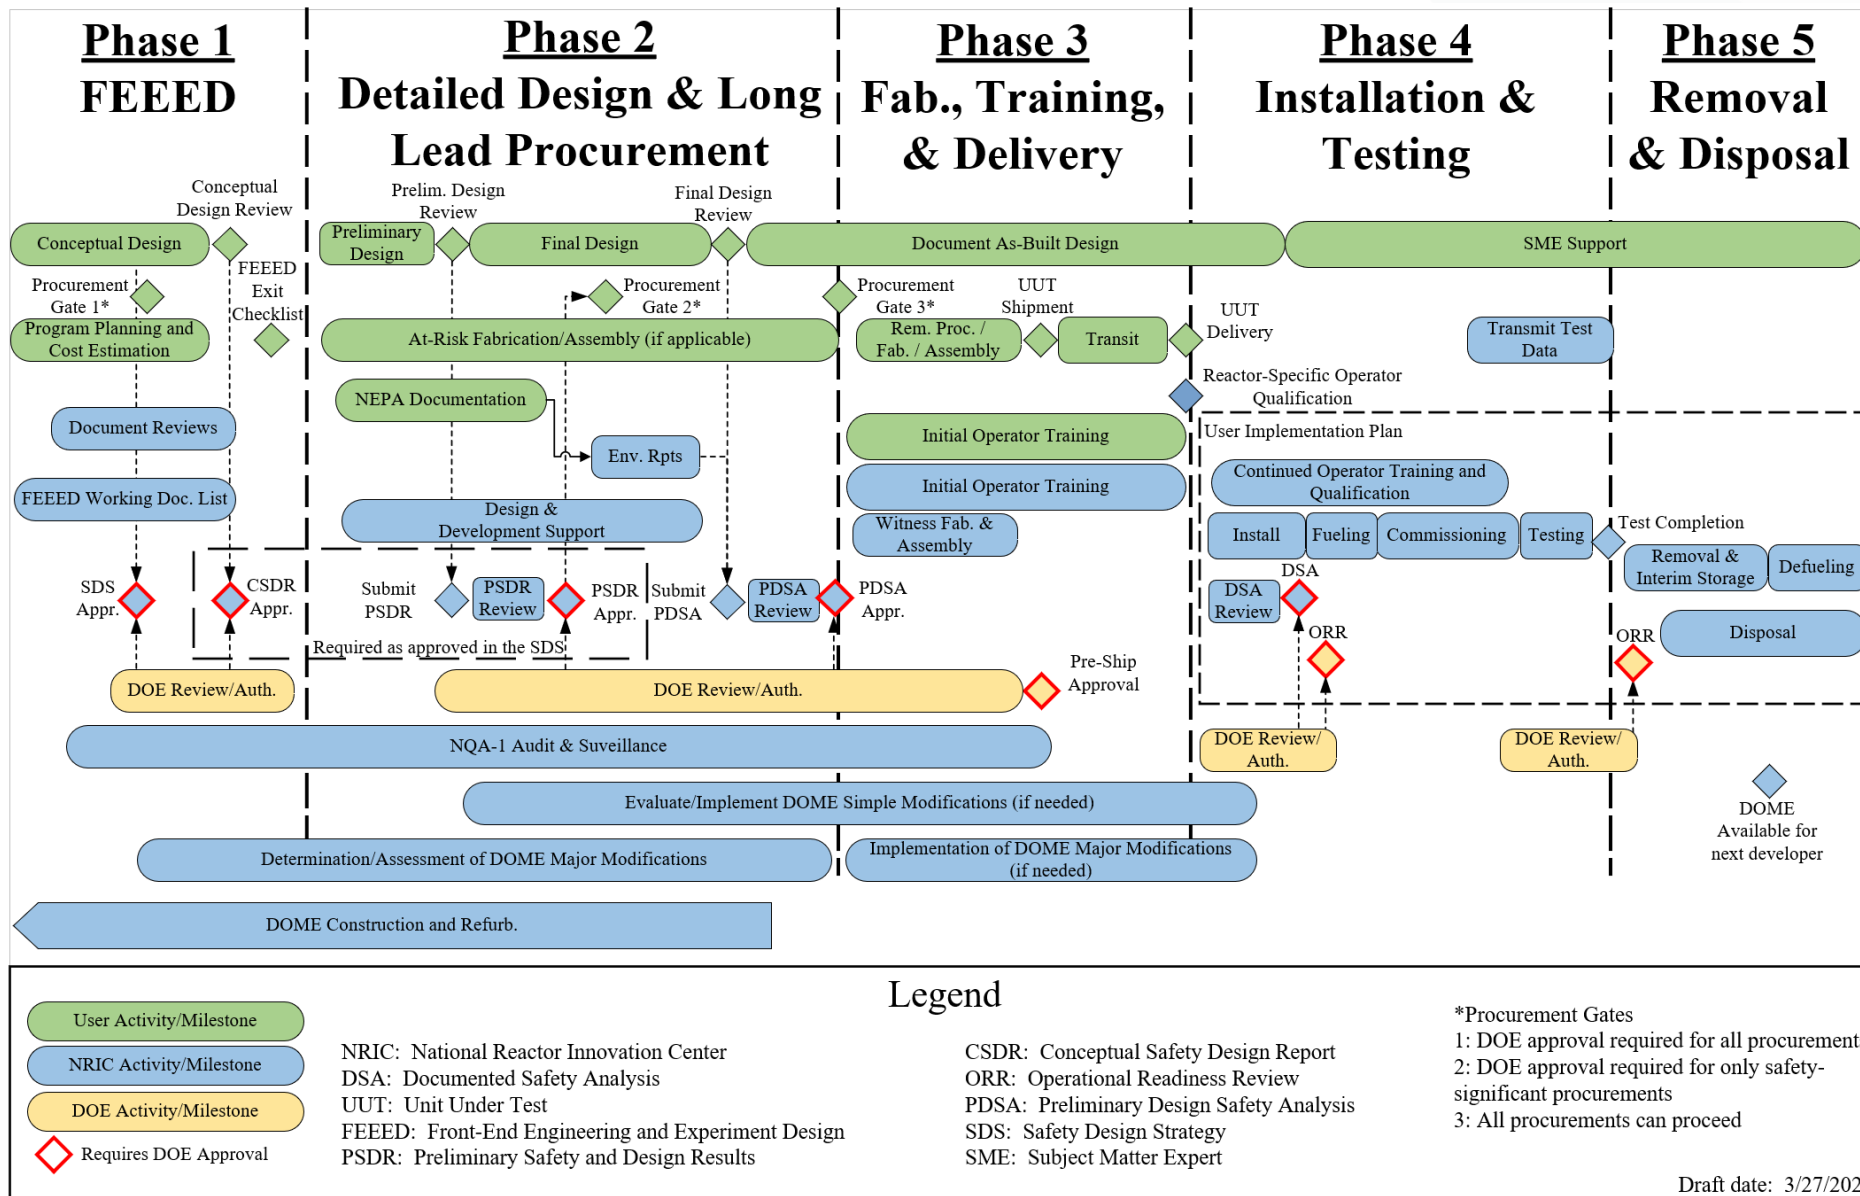 Phase 1
FEEED
Phase 2
Detailed Design & Long
Lead Procurement
Phase 3
Fab., Training,
& Delivery
Phase 4
Installation &
Testing
Phase 5
Removal
& Disposal
Conceptual
Design Review
Prelim. Design
Review
Final Design
Review
Conceptual Design
Preliminary
Design
Final Design
Document As-Built Design
SME Support
FEEED
Exit
Checklist
Procurement
Gate 1*
Procurement
Gate 2*
Procurement
Gate 3*
UUT
Shipment
UUT
Delivery
Program Planning and
Cost Estimation
At-Risk Fabrication/Assembly (if applicable)
Rem. Proc. /
Fab. / Assembly
Transit
Transmit Test
Data
NEPA Documentation
Reactor-Specific Operator
Qualification
Document Reviews
Env. Rpts
Initial Operator Training
User Implementation Plan
FEEED Working Doc. List
Initial Operator Training
Continued Operator Training and
Qualification
Design &
Development Support
Witness Fab. &
Assembly
Install
Fueling
Commissioning
Testing
Test Completion
Removal &
Interim Storage
Defueling
SDS
Appr.
CSDR
Appr.
Submit
PSDR
PSDR
Review
PSDR
Appr.
Submit
PDSA
PDSA
Review
PDSA
Appr.
DSA
Review
DSA
ORR
ORR
Disposal
Required as approved in the SDS
DOE Review/Auth.
DOE Review/Auth.
Pre-Ship
Approval
NQA-1 Audit & Suveillance
DOE Review/
Auth.
DOE Review/
Auth.
Evaluate/Implement DOME Simple Modifications (if needed)
DOME
Available for
next developer
Determination/Assessment of DOME Major Modifications
Implementation of DOME Major Modifications
(if needed)
DOME Construction and Refurb.
Legend
User Activity/Milestone
NRIC Activity/Milestone
DOE Activity/Milestone
Requires DOE Approval
NRIC: National Reactor Innovation Center
DSA: Documented Safety Analysis
UUT: Unit Under Test
FEEED: Front-End Engineering and Experiment Design
PSDR: Preliminary Safety and Design Results
CSDR: Conceptual Safety Design Report
ORR: Operational Readiness Review
PDSA: Preliminary Design Safety Analysis
SDS: Safety Design Strategy
SME: Subject Matter Expert
*Procurement Gates
1: DOE approval required for all procurement
2: DOE approval required for only safety-
significant procurements
3: All procurements can proceed
Draft date: 3/27/202